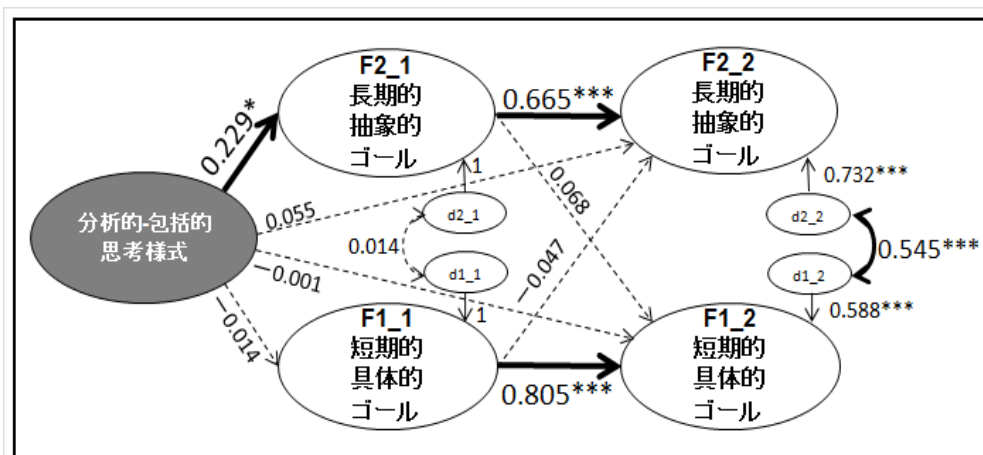 F2_1
長期的
抽象的
ゴール
0.665***
F2_2
長期的
抽象的
ゴール
0.229*
分析的-包括的
思考様式
0.055
0.014
－0.001
－0.014
1
d2_1
d1_1
1
0.068
－0.047
0.732***
d2_2
0.545***
d1_2
0.588***
F1_1
短期的
具体的
ゴール
0.805***
F1_2
短期的
具体的
ゴール